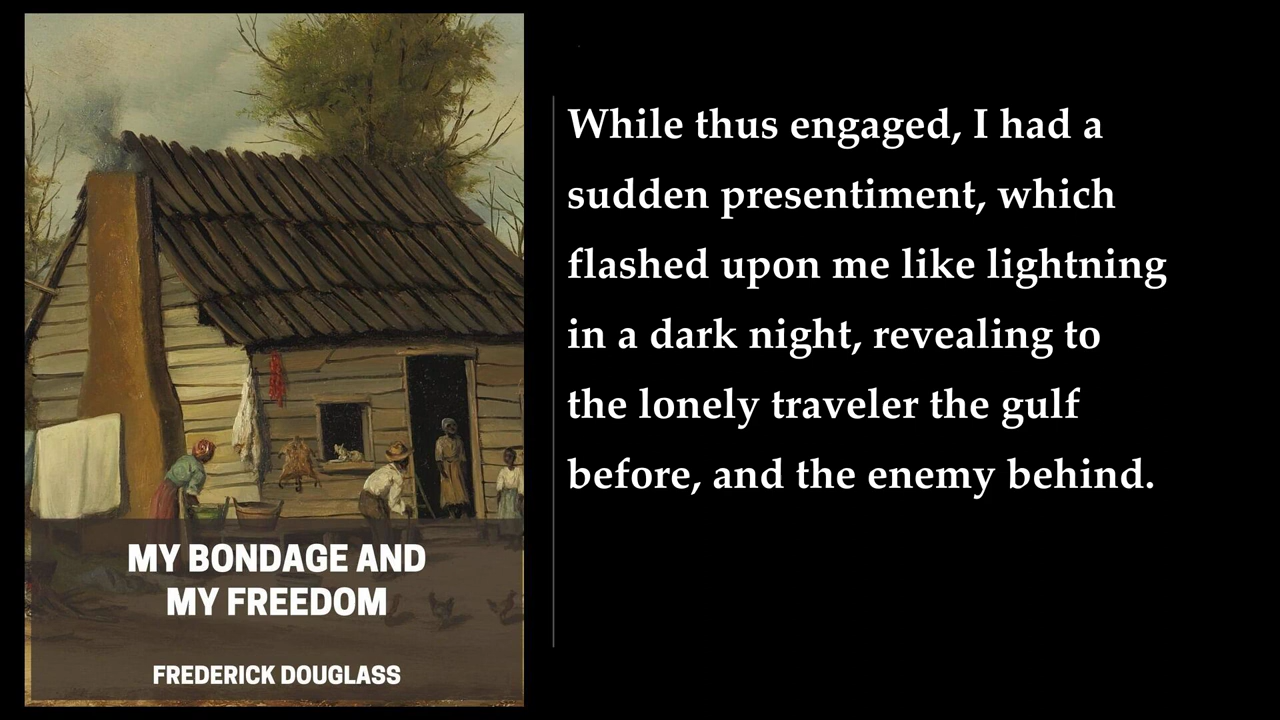 MY BONDAGE AND
MY FREEDOM
FREDERICK DOUGLASS
While thus engaged, I had a
sudden presentiment, which
flashed upon me like lightning
in a dark night, revealing to
the lonely traveler the gulf
before, and the enemy behind.